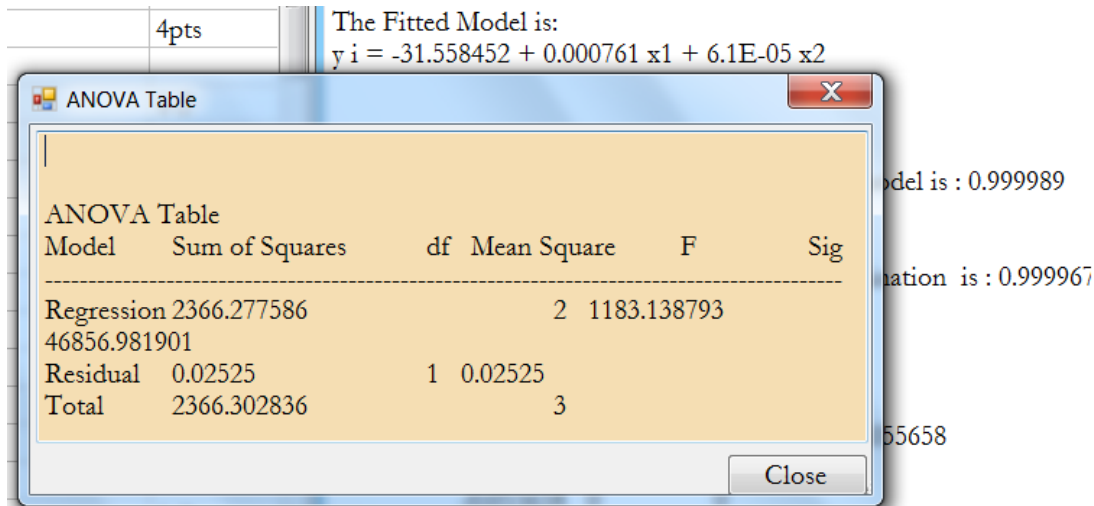 4pts
The Fitted Model is:
y i = -31.558452 + 0.000761 x1 + 6.1E-05 x2
ANOVA Table
is : 0.999989
ANOVA Table
Model Sum of Squares df Mean Square F Sig
--------------------------------------------------------------------------------
is : 0.999967
Regression 2366.277586 2 1183.138793
46856.981901
Residual 0.02525 1 0.02525
Total 2366.302836 3
55658
Close